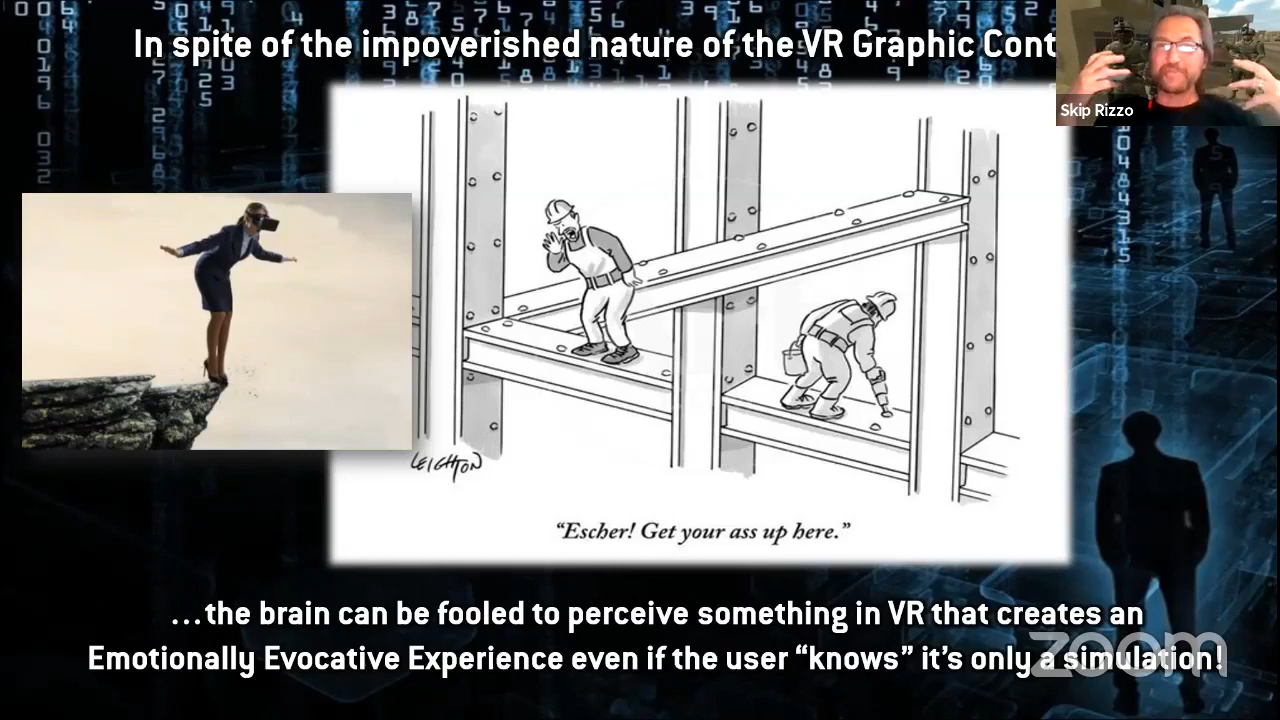 In spite of the impoverished nature of the VR Graphic Cont
Skip Rizzo
LEIGHTON
“Escher! Get your ass up here.”
...the brain can be fooled to perceive something in VR that creates an
Emotionally Evocative Experience even if the user “knows” it’s only a simulation!
zoom